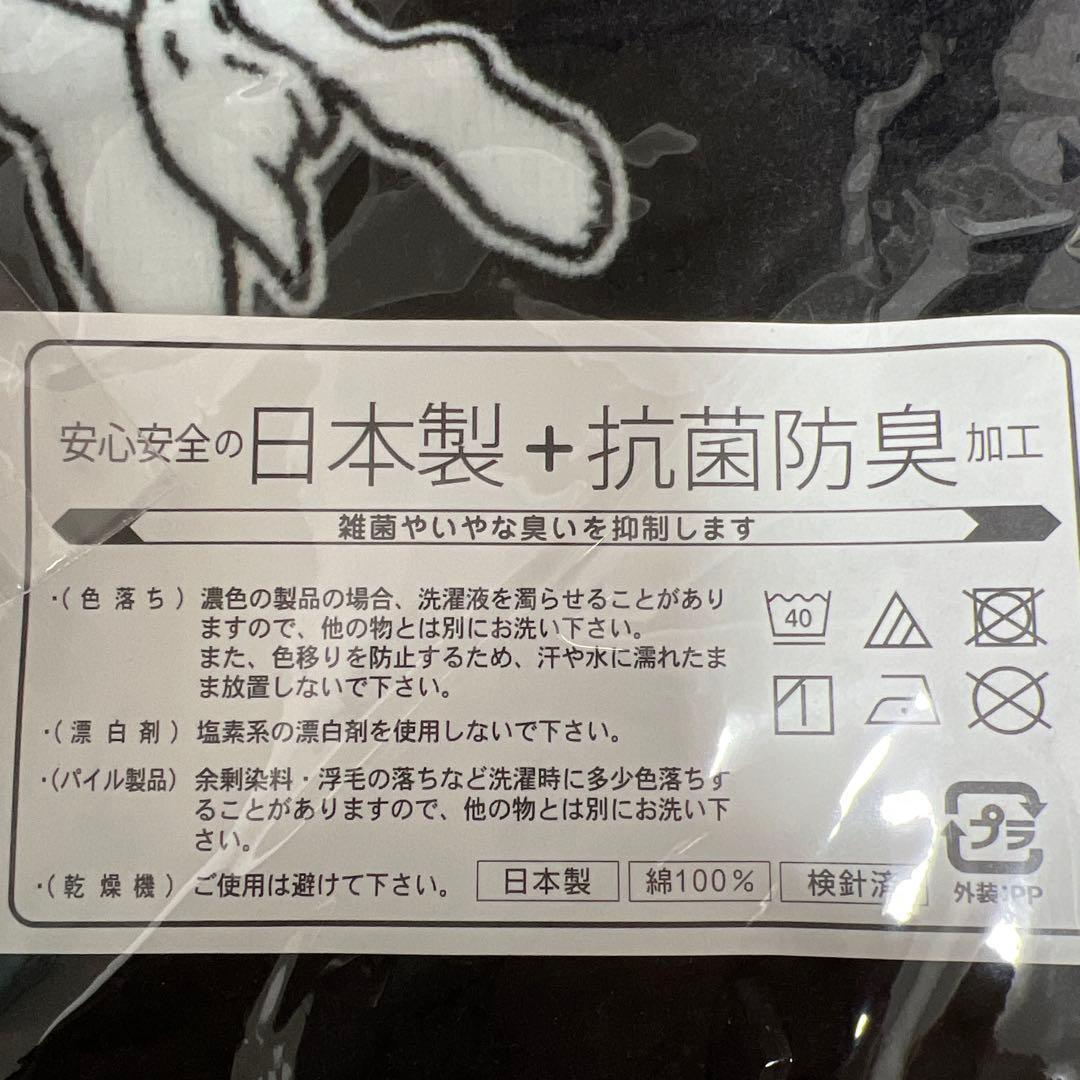 安心安全の日本製+抗菌防臭加工
雑菌やいやな臭いを抑制します
・(色落ち) 濃色の製品の場合、洗濯液を濁らせることがあり
ますので、他の物とは別にお洗い下さい。
また、色移りを防止するため、汗や水に濡れたま
ま放置しないで下さい。
・(漂白剤) 塩素系の漂白剤を使用しないで下さい。
・(パイル製品) 余剰染料・浮毛の落ちなど洗濯時に多少色落ちす
ることがありますので、他の物とは別にお洗い下
さい。
・(乾燥機) ご使用は避けて下さい。
日本製 綿100% 検針済
40
プラ
外装:PP